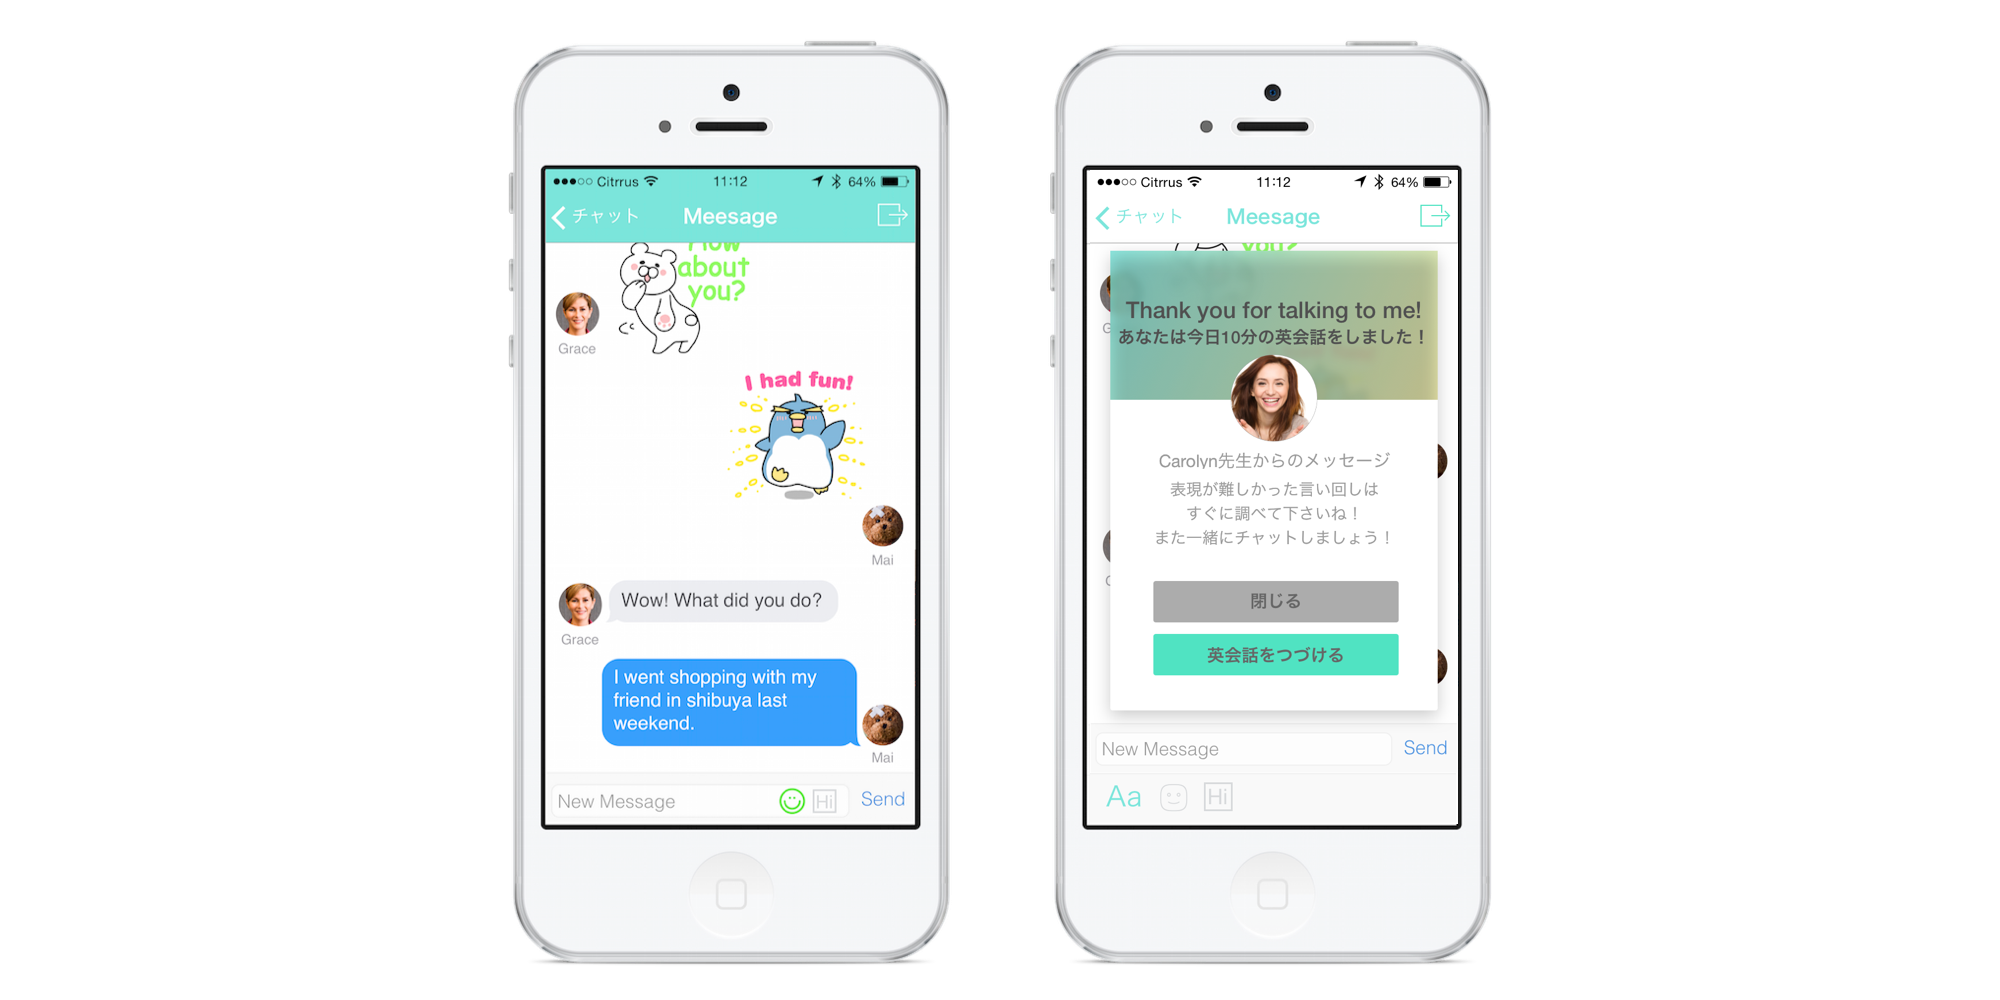 Citrrus
11:12
64%
チャット
Meesage
How
about
you?
Grace
I had fun!
Mai
Wow! What did you do?
Grace
I went shopping with my
friend in shibuya last
weekend.
Mai
New Message
Hi
Send
Citrrus
11:12
64%
チャット
Meesage
you?
Thank you for talking to me!
あなたは今日10分の英会話をしました！
Carolyn先生からのメッセージ
表現が難しかった言い回しは
すぐに調べて下さいね！
また一緒にチャットしましょう！
閉じる
英会話をつづける
New Message
Send
Aa
Hi